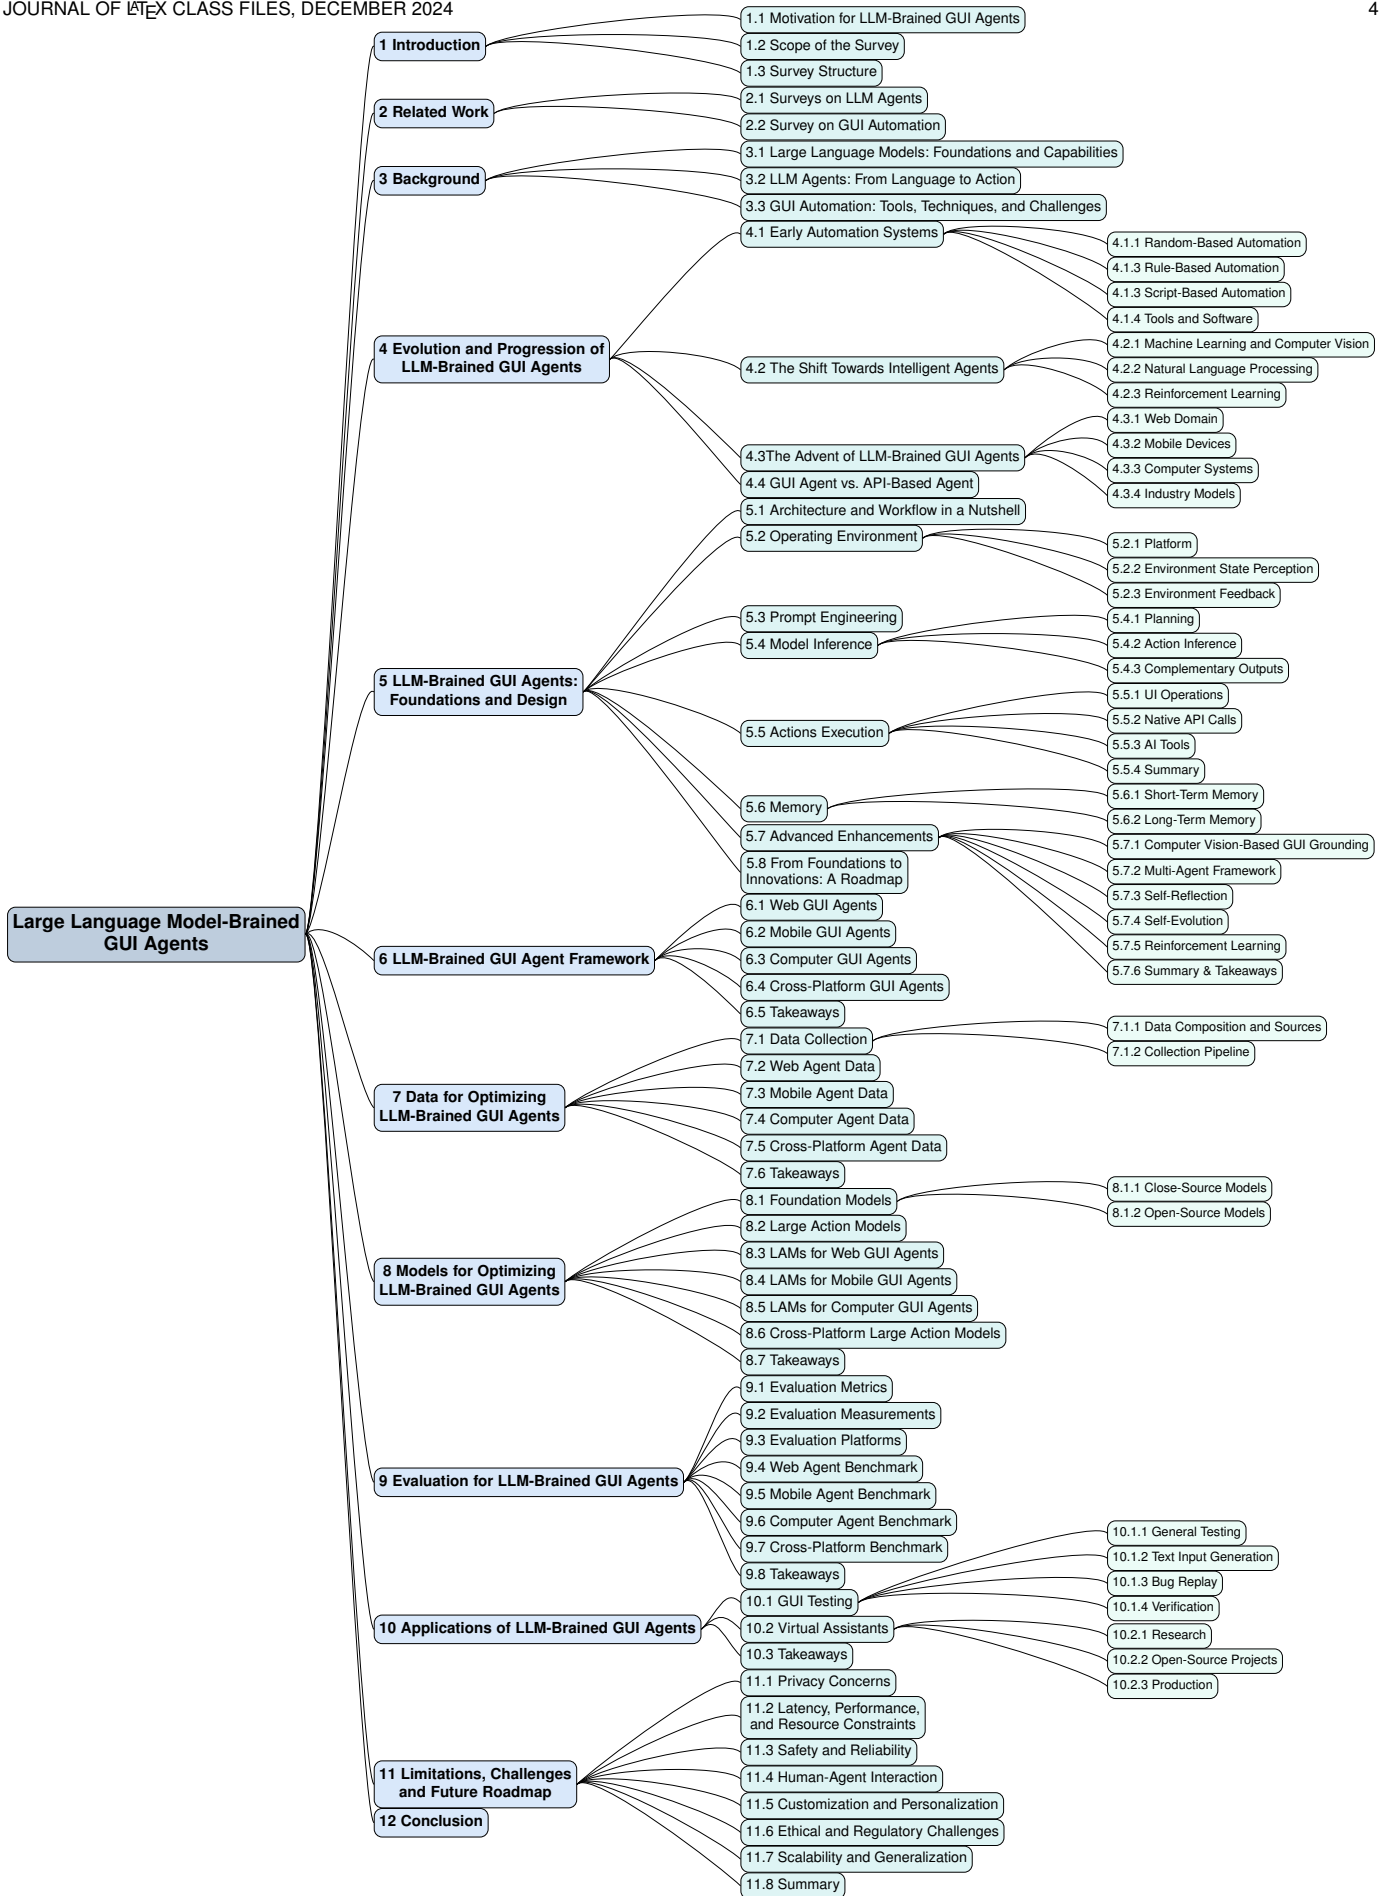 JOURNAL OF LATEX CLASS FILES, DECEMBER 2024
4
Large Language Model-Brained
GUI Agents
1 Introduction
1.1 Motivation for LLM-Brained GUI Agents
1.2 Scope of the Survey
1.3 Survey Structure
2 Related Work
2.1 Surveys on LLM Agents
2.2 Survey on GUI Automation
3 Background
3.1 Large Language Models: Foundations and Capabilities
3.2 LLM Agents: From Language to Action
3.3 GUI Automation: Tools, Techniques, and Challenges
4 Evolution and Progression of
LLM-Brained GUI Agents
4.1 Early Automation Systems
4.1.1 Random-Based Automation
4.1.3 Rule-Based Automation
4.1.3 Script-Based Automation
4.1.4 Tools and Software
4.2 The Shift Towards Intelligent Agents
4.2.1 Machine Learning and Computer Vision
4.2.2 Natural Language Processing
4.2.3 Reinforcement Learning
4.3The Advent of LLM-Brained GUI Agents
4.3.1 Web Domain
4.3.2 Mobile Devices
4.3.3 Computer Systems
4.3.4 Industry Models
4.4 GUI Agent vs. API-Based Agent
5 LLM-Brained GUI Agents:
Foundations and Design
5.1 Architecture and Workflow in a Nutshell
5.2 Operating Environment
5.2.1 Platform
5.2.2 Environment State Perception
5.2.3 Environment Feedback
5.3 Prompt Engineering
5.4 Model Inference
5.4.1 Planning
5.4.2 Action Inference
5.4.3 Complementary Outputs
5.5 Actions Execution
5.5.1 UI Operations
5.5.2 Native API Calls
5.5.3 AI Tools
5.5.4 Summary
5.6 Memory
5.6.1 Short-Term Memory
5.6.2 Long-Term Memory
5.7 Advanced Enhancements
5.7.1 Computer Vision-Based GUI Grounding
5.7.2 Multi-Agent Framework
5.7.3 Self-Reflection
5.7.4 Self-Evolution
5.7.5 Reinforcement Learning
5.7.6 Summary & Takeaways
5.8 From Foundations to
Innovations: A Roadmap
6 LLM-Brained GUI Agent Framework
6.1 Web GUI Agents
6.2 Mobile GUI Agents
6.3 Computer GUI Agents
6.4 Cross-Platform GUI Agents
6.5 Takeaways
7 Data for Optimizing
LLM-Brained GUI Agents
7.1 Data Collection
7.1.1 Data Composition and Sources
7.1.2 Collection Pipeline
7.2 Web Agent Data
7.3 Mobile Agent Data
7.4 Computer Agent Data
7.5 Cross-Platform Agent Data
7.6 Takeaways
8 Models for Optimizing
LLM-Brained GUI Agents
8.1 Foundation Models
8.1.1 Close-Source Models
8.1.2 Open-Source Models
8.2 Large Action Models
8.3 LAMs for Web GUI Agents
8.4 LAMs for Mobile GUI Agents
8.5 LAMs for Computer GUI Agents
8.6 Cross-Platform Large Action Models
8.7 Takeaways
9 Evaluation for LLM-Brained GUI Agents
9.1 Evaluation Metrics
9.2 Evaluation Measurements
9.3 Evaluation Platforms
9.4 Web Agent Benchmark
9.5 Mobile Agent Benchmark
9.6 Computer Agent Benchmark
9.7 Cross-Platform Benchmark
9.8 Takeaways
10 Applications of LLM-Brained GUI Agents
10.1 GUI Testing
10.1.1 General Testing
10.1.2 Text Input Generation
10.1.3 Bug Replay
10.1.4 Verification
10.2 Virtual Assistants
10.2.1 Research
10.2.2 Open-Source Projects
10.2.3 Production
10.3 Takeaways
11 Limitations, Challenges
and Future Roadmap
11.1 Privacy Concerns
11.2 Latency, Performance,
and Resource Constraints
11.3 Safety and Reliability
11.4 Human-Agent Interaction
11.5 Customization and Personalization
11.6 Ethical and Regulatory Challenges
11.7 Scalability and Generalization
11.8 Summary
12 Conclusion